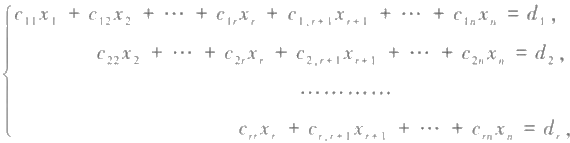 c₁₁x₁ + c₁₂x₂ + ⋯ + c₁ᵣxᵣ + c₁,ᵣ₊₁xᵣ₊₁ + ⋯ + c₁ₙxₙ = d₁ ,
c₂₂x₂ + ⋯ + c₂ᵣxᵣ + c₂,ᵣ₊₁xᵣ₊₁ + ⋯ + c₂ₙxₙ = d₂ ,
⋯⋯⋯⋯
cᵣᵣxᵣ + cᵣ,ᵣ₊₁xᵣ₊₁ + ⋯ + cᵣₙxₙ = dᵣ ,